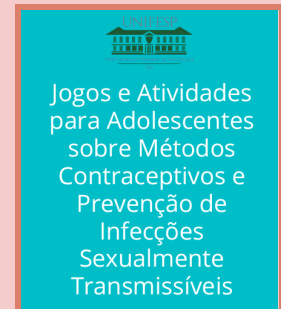 UNIFESP
Jogos e Atividades
para Adolescentes
sobre Métodos
Contraceptivos e
Prevenção de
Infecções
Sexualmente
Transmissíveis